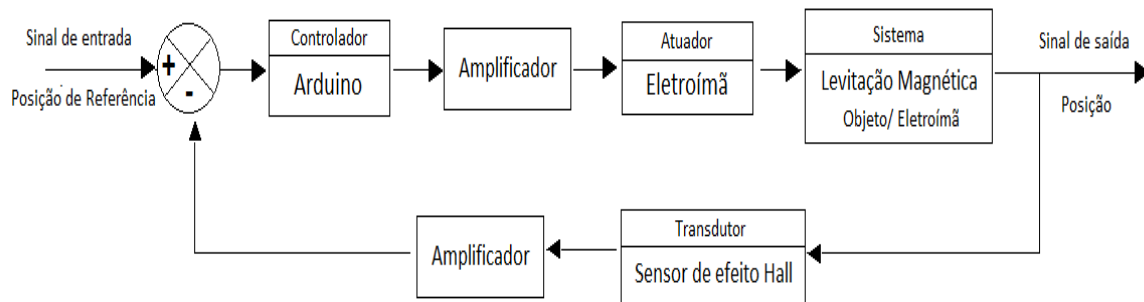 Sinal de entrada
Posição de Referência
+
-
Controlador
Arduino
Amplificador
Atuador
Eletroímã
Sistema
Levitação Magnética
Objeto/ Eletroímã
Sinal de saída
Posição
Amplificador
Transdutor
Sensor de efeito Hall